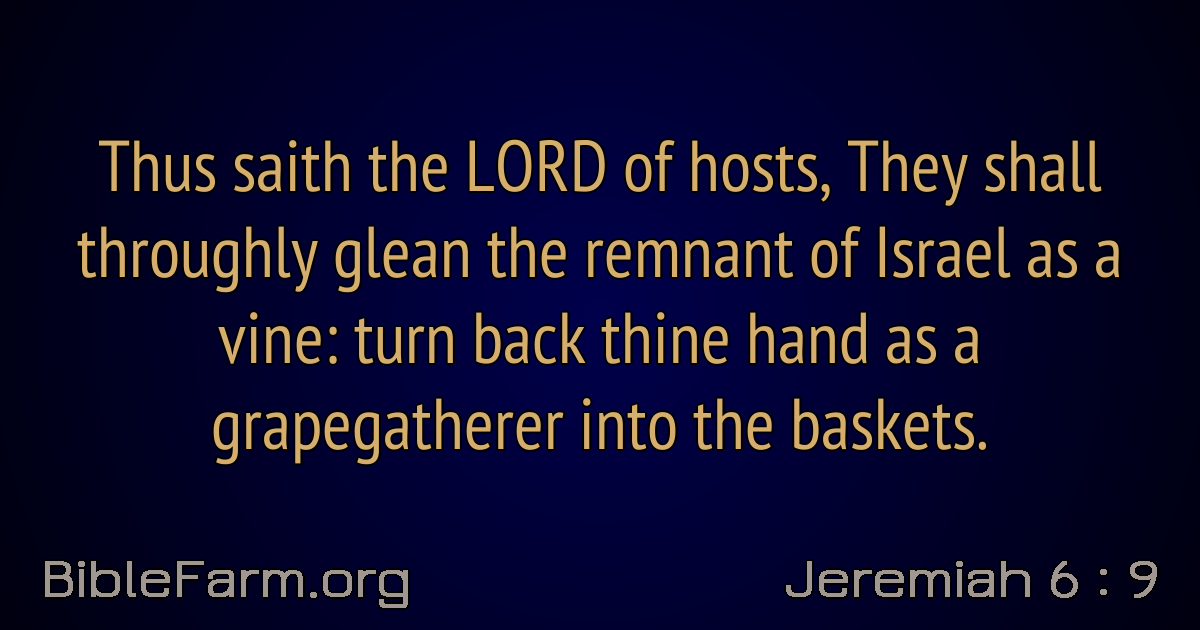 Thus saith the LORD of hosts, They shall
throughly glean the remnant of Israel as a
vine: turn back thine hand as a
grapegatherer into the baskets.
BibleFarm.org
Jeremiah 6 : 9